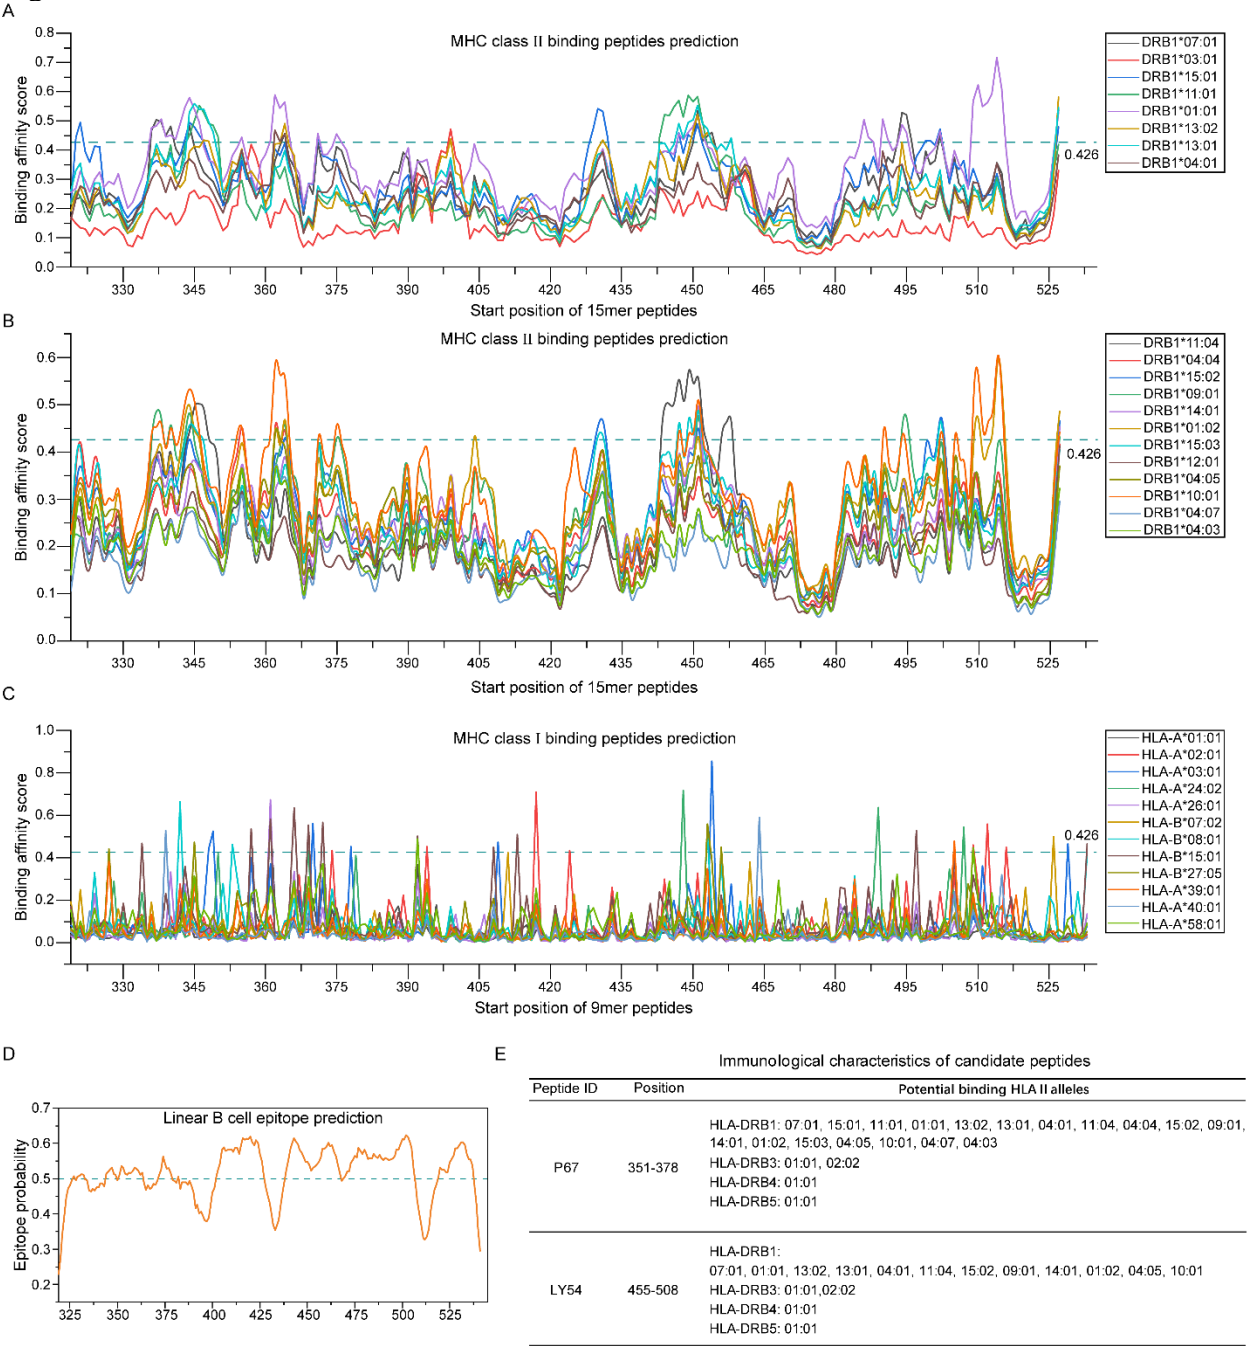 A
MHC class II binding peptides prediction
Binding affinity score
0.8
0.7
0.6
0.5
0.4
0.3
0.2
0.1
0.0
0.426
330 345 360 375 390 405 420 435 450 465 480 495 510 525
Start position of 15mer peptides
DRB1*07:01
DRB1*03:01
DRB1*15:01
DRB1*11:01
DRB1*01:01
DRB1*13:02
DRB1*13:01
DRB1*04:01
B
MHC class II binding peptides prediction
Binding affinity score
0.6
0.5
0.4
0.3
0.2
0.1
0.0
0.426
330 345 360 375 390 405 420 435 450 465 480 495 510 525
Start position of 15mer peptides
DRB1*11:04
DRB1*04:04
DRB1*15:02
DRB1*09:01
DRB1*14:01
DRB1*01:02
DRB1*15:03
DRB1*12:01
DRB1*04:05
DRB1*10:01
DRB1*04:07
DRB1*04:03
C
MHC class I binding peptides prediction
Binding affinity score
1.0
0.8
0.6
0.4
0.2
0.0
0.426
330 345 360 375 390 405 420 435 450 465 480 495 510 525
Start position of 9mer peptides
HLA-A*01:01
HLA-A*02:01
HLA-A*03:01
HLA-A*24:02
HLA-A*26:01
HLA-B*07:02
HLA-B*08:01
HLA-B*15:01
HLA-B*27:05
HLA-A*39:01
HLA-A*40:01
HLA-A*58:01
D
Linear B cell epitope prediction
Epitope probability
0.7
0.6
0.5
0.4
0.3
0.2
325 350 375 400 425 450 475 500 525
E
Immunological characteristics of candidate peptides
Peptide ID Position Potential binding HLA II alleles
HLA-DRB1: 07:01, 15:01, 11:01, 01:01, 13:02, 13:01, 04:01, 11:04, 04:04, 15:02, 09:01,
14:01, 01:02, 15:03, 04:05, 10:01, 04:07, 04:03
P67 351-378
HLA-DRB3: 01:01, 02:02
HLA-DRB4: 01:01
HLA-DRB5: 01:01
HLA-DRB1:
07:01, 01:01, 13:02, 13:01, 04:01, 11:04, 15:02, 09:01, 14:01, 01:02, 04:05, 10:01
LY54 455-508
HLA-DRB3: 01:01,02:02
HLA-DRB4: 01:01
HLA-DRB5: 01:01